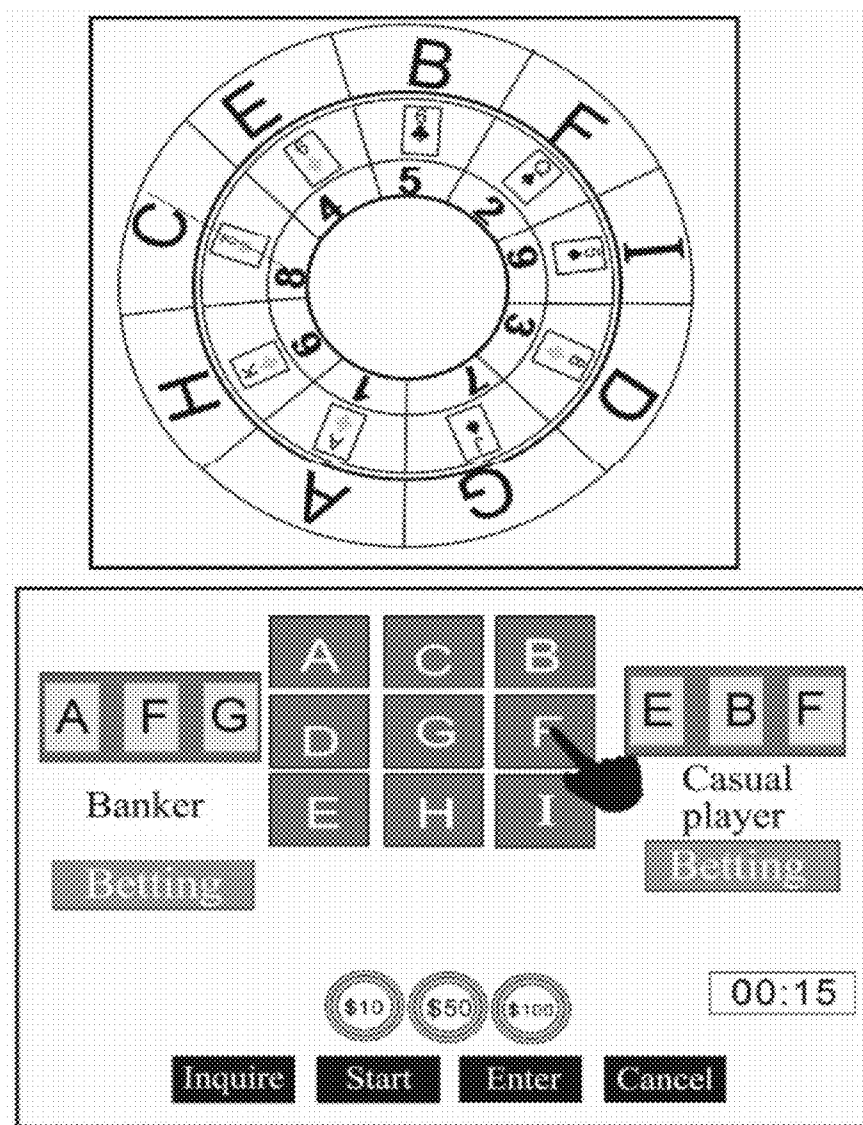 B
E F
C I
H D
A G
5
4 2
8 9
6 3
1 7
K
A J
A C B
A F G
E B F
D G F
Banker
Casual
player
E H I
Betting
Betting
00:15
$10 $50 $100
Inquire Start Enter Cancel